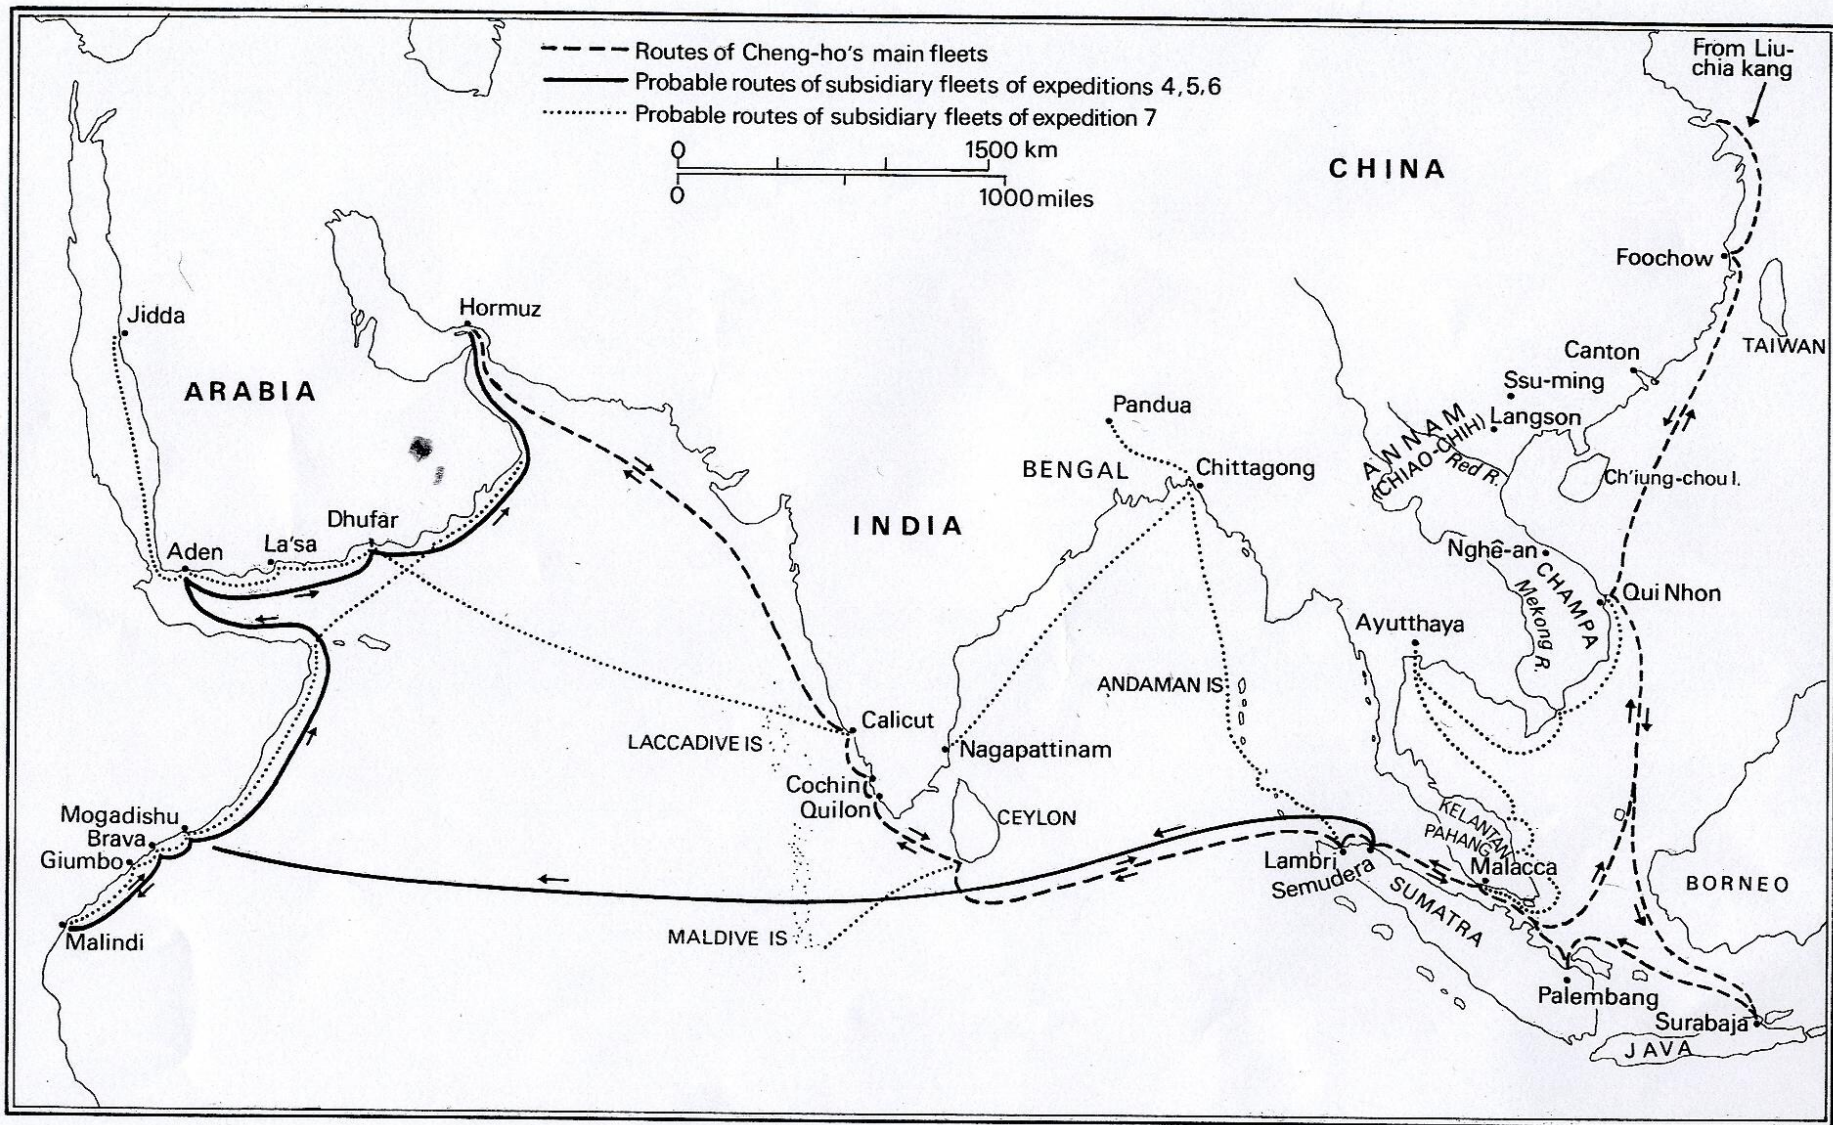 Routes of Cheng-ho's main fleets
Probable routes of subsidiary fleets of expeditions 4,5,6
Probable routes of subsidiary fleets of expedition 7
0 1500 km
0 1000 miles
From Liu-
chia kang
CHINA
Foochow
TAIWAN
Canton
Ssu-ming
Langson
ANNAM
(CHIAO-CHIH)
Red R.
Ch'iung-chou I.
Nghê-an
CHAMPA
Mekong R.
Qui Nhon
Ayutthaya
Hormuz
Jidda
ARABIA
Dhufar
La'sa
Aden
Pandua
BENGAL
Chittagong
INDIA
ANDAMAN IS
Calicut
LACCADIVE IS
Nagapattinam
Cochin
Quilon
CEYLON
Mogadishu
Brava
Giumbo
Malindi
MALDIVE IS
KELANTAN
PAHANG
Malacca
Lambri
Semudera
SUMATRA
BORNEO
Palembang
Surabaja
JAVA